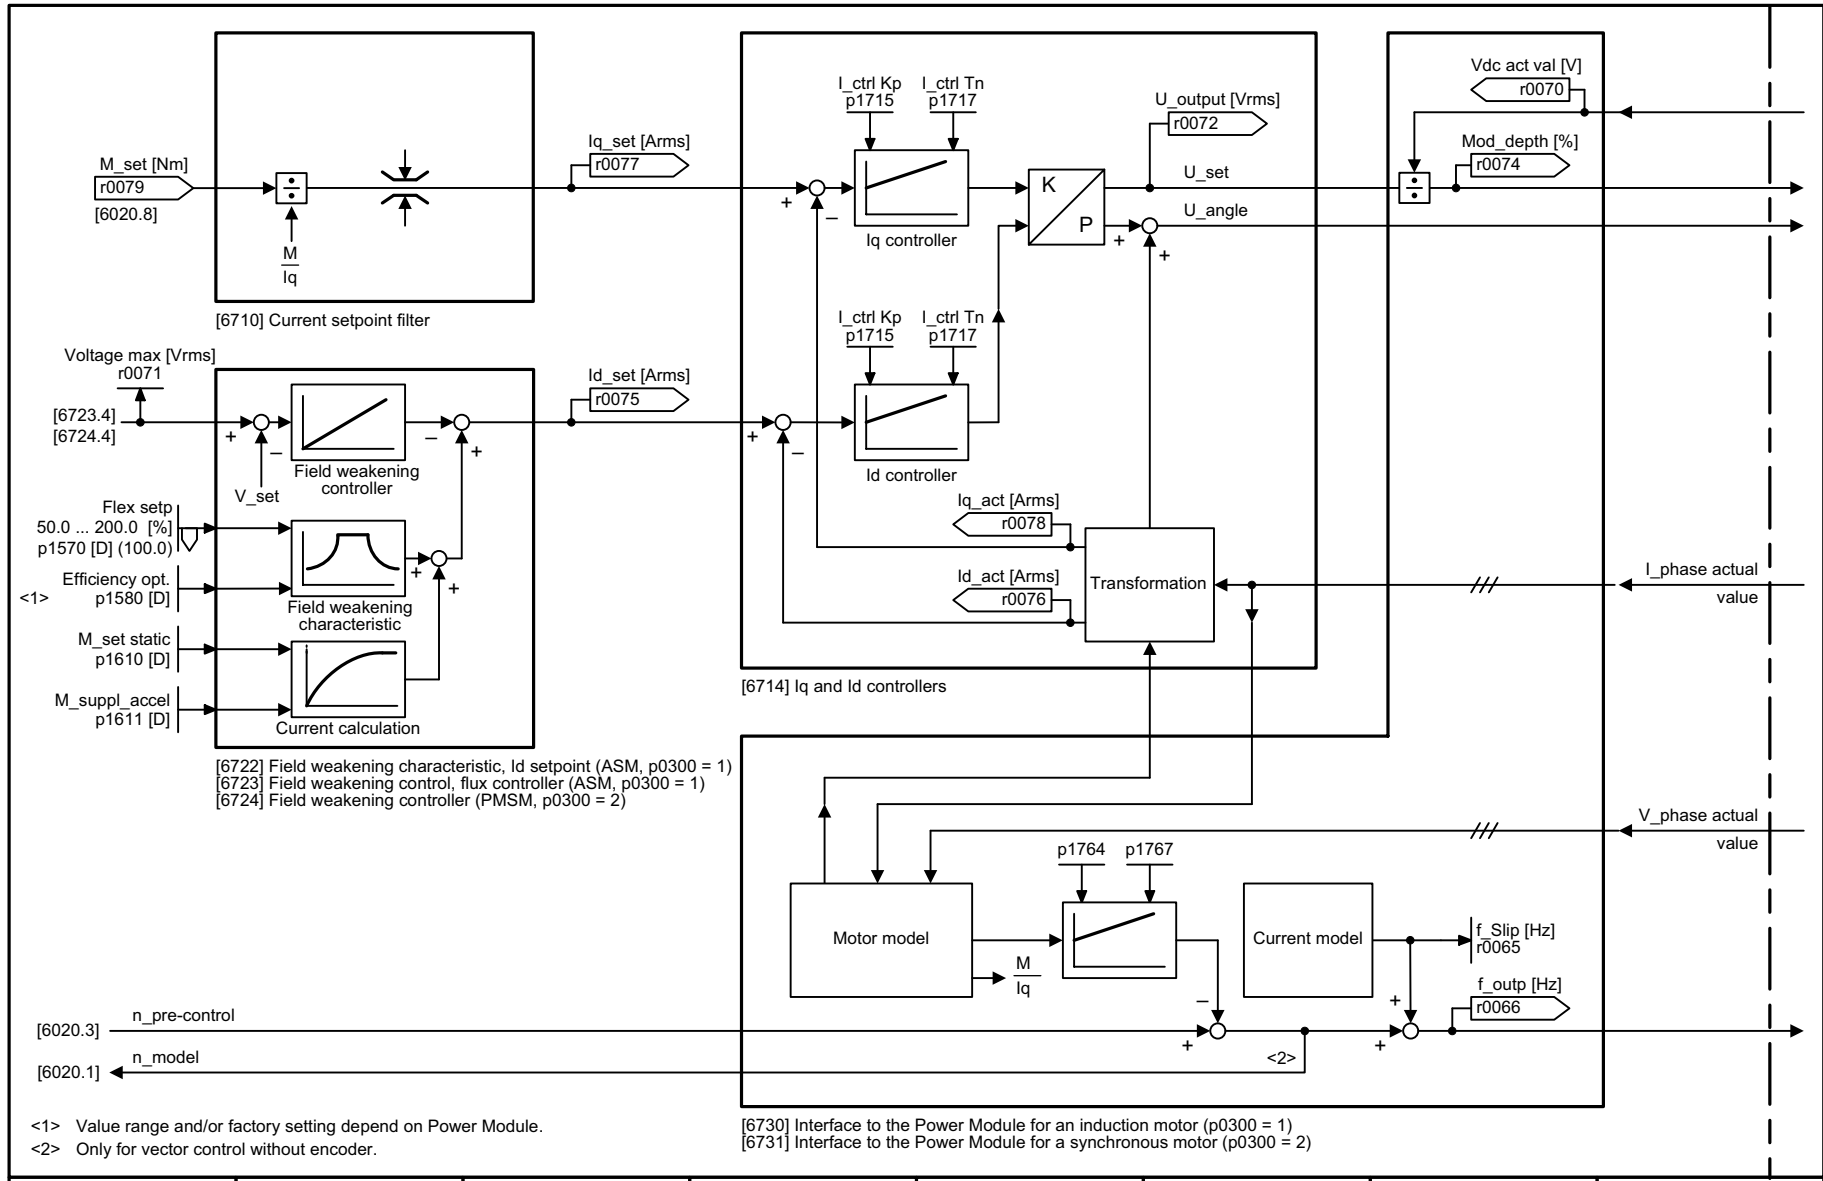 M_set [Nm]
r0079
[6020.8]
÷
M
Iq
[6710] Current setpoint filter
Iq_set [Arms]
r0077
Voltage max [Vrms]
r0071
[6723.4]
[6724.4]
+
–
V_set
Field weakening
controller
–
+
Id_set [Arms]
r0075
Flex setp
50.0 ... 200.0 [%]
p1570 [D] (100.0)
Efficiency opt.
<1> p1580 [D]
Field weakening
characteristic
+
+
M_set static
p1610 [D]
M_suppl_accel
p1611 [D]
Current calculation
[6722] Field weakening characteristic, Id setpoint (ASM, p0300 = 1)
[6723] Field weakening control, flux controller (ASM, p0300 = 1)
[6724] Field weakening controller (PMSM, p0300 = 2)
I_ctrl Kp
p1715
I_ctrl Tn
p1717
+
–
Iq controller
K
P
U_output [Vrms]
r0072
U_set
U_angle
+
+
I_ctrl Kp
p1715
I_ctrl Tn
p1717
+
–
Id controller
Iq_act [Arms]
r0078
Id_act [Arms]
r0076
Transformation
[6714] Iq and Id controllers
Vdc act val [V]
r0070
Mod_depth [%]
r0074
÷
I_phase actual
value
V_phase actual
value
p1764
p1767
Motor model
M
Iq
Current model
f_Slip [Hz]
r0065
f_outp [Hz]
r0066
–
+
+
+
[6020.3]
n_pre-control
<2>
[6020.1]
n_model
[6730] Interface to the Power Module for an induction motor (p0300 = 1)
[6731] Interface to the Power Module for a synchronous motor (p0300 = 2)
<1> Value range and/or factory setting depend on Power Module.
<2> Only for vector control without encoder.